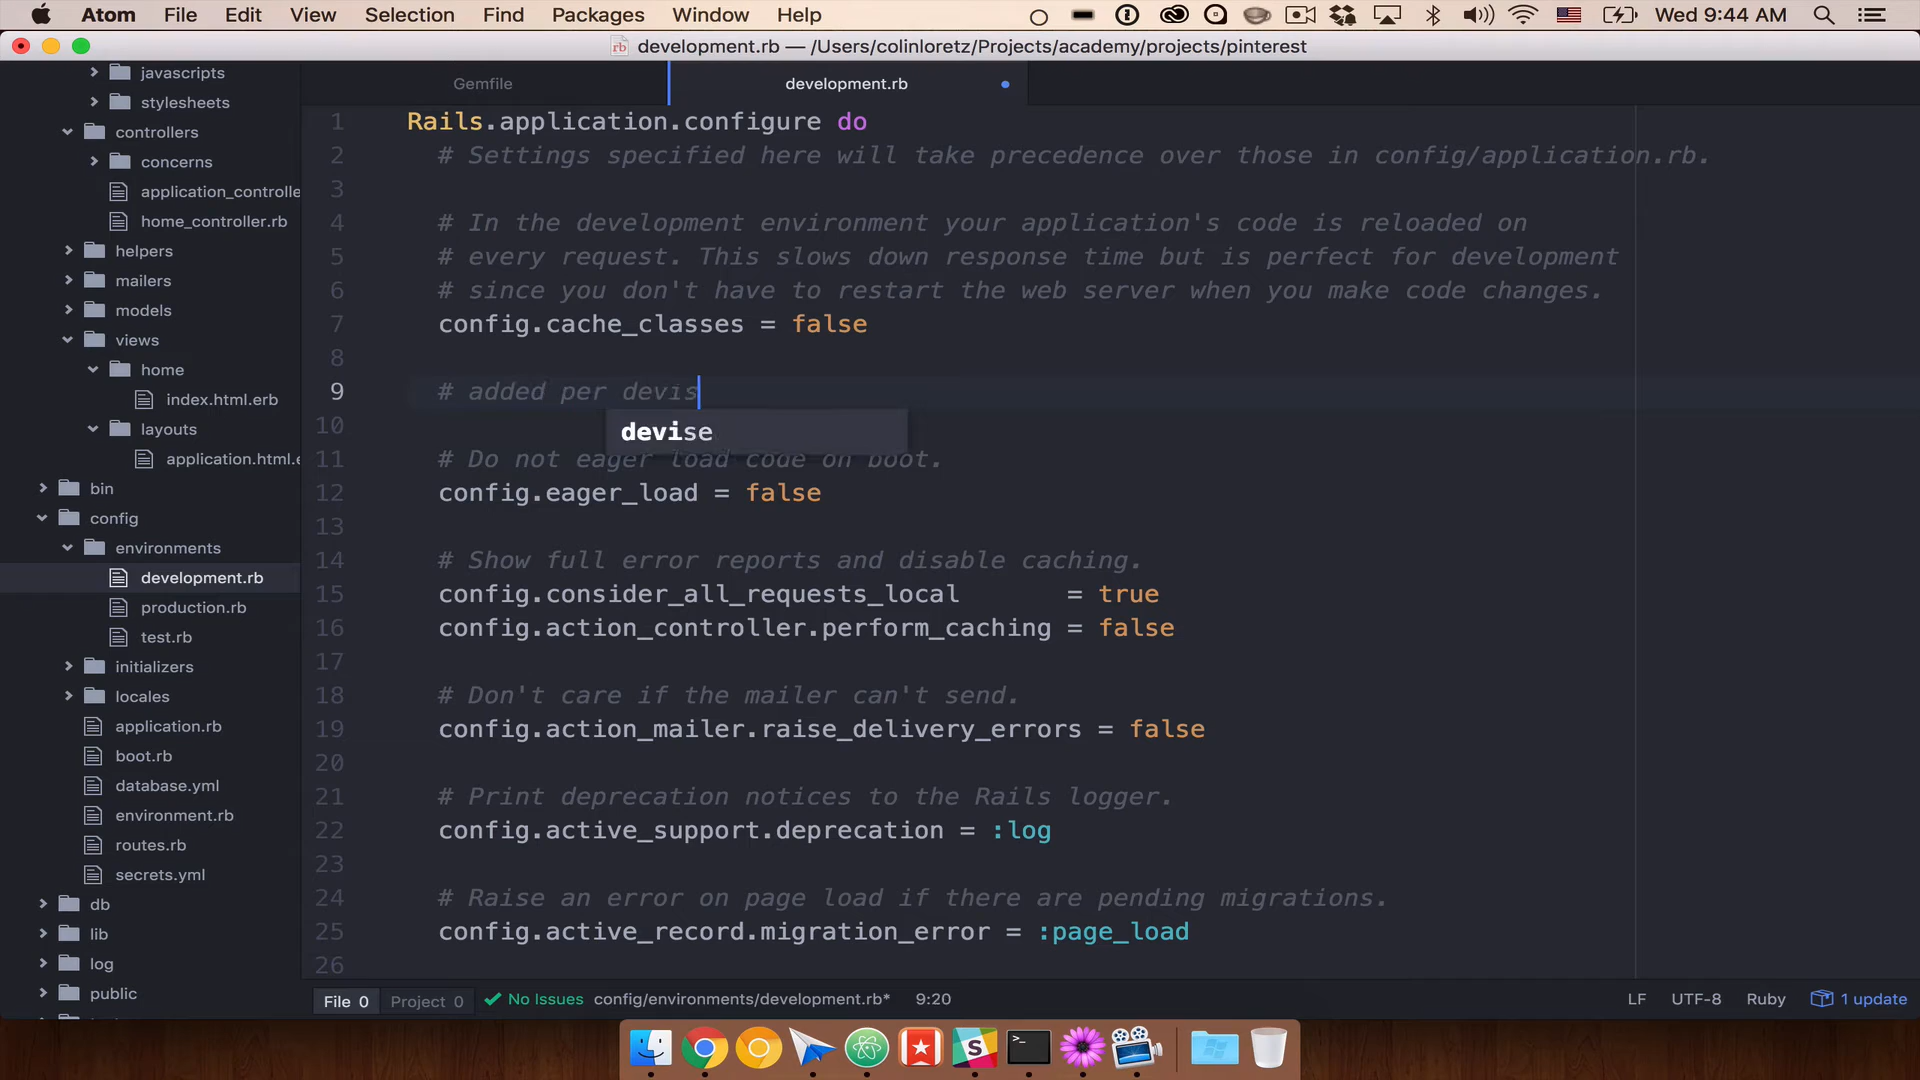 Atom File Edit View Selection Find Packages Window Help Wed 9:44 AM
development.rb — /Users/colinloretz/Projects/academy/projects/pinterest
javascripts
stylesheets
controllers
concerns
application_controlle
home_controller.rb
helpers
mailers
models
views
home
index.html.erb
layouts
application.html.e
bin
config
environments
development.rb
production.rb
test.rb
initializers
locales
application.rb
boot.rb
database.yml
environment.rb
routes.rb
secrets.yml
db
lib
log
public
Gemfile development.rb
1 Rails.application.configure do
2 # Settings specified here will take precedence over those in config/application.rb.
3
4 # In the development environment your application's code is reloaded on
5 # every request. This slows down response time but is perfect for development
6 # since you don't have to restart the web server when you make code changes.
7 config.cache_classes = false
8
9 # added per devis
devise
10
11 # Do not eager load code on boot.
12 config.eager_load = false
13
14 # Show full error reports and disable caching.
15 config.consider_all_requests_local = true
16 config.action_controller.perform_caching = false
17
18 # Don't care if the mailer can't send.
19 config.action_mailer.raise_delivery_errors = false
20
21 # Print deprecation notices to the Rails logger.
22 config.active_support.deprecation = :log
23
24 # Raise an error on page load if there are pending migrations.
25 config.active_record.migration_error = :page_load
26
File 0 Project 0 No Issues config/environments/development.rb* 9:20 LF UTF-8 Ruby 1 update